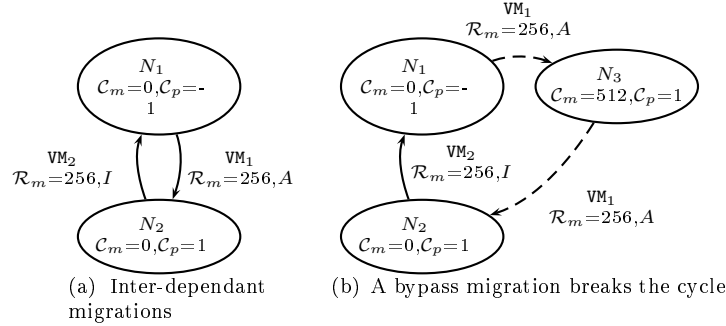 VM₁
ℛₘ=256,A
N₁
𝒞ₘ=0,𝒞ₚ=-
1
VM₂
ℛₘ=256,I
VM₁
ℛₘ=256,A
N₂
𝒞ₘ=0,𝒞ₚ=1
(a) Inter-dependant
migrations
N₁
𝒞ₘ=0,𝒞ₚ=-
1
N₃
𝒞ₘ=512,𝒞ₚ=1
VM₂
ℛₘ=256,I
VM₁
ℛₘ=256,A
N₂
𝒞ₘ=0,𝒞ₚ=1
(b) A bypass migration breaks the cycle